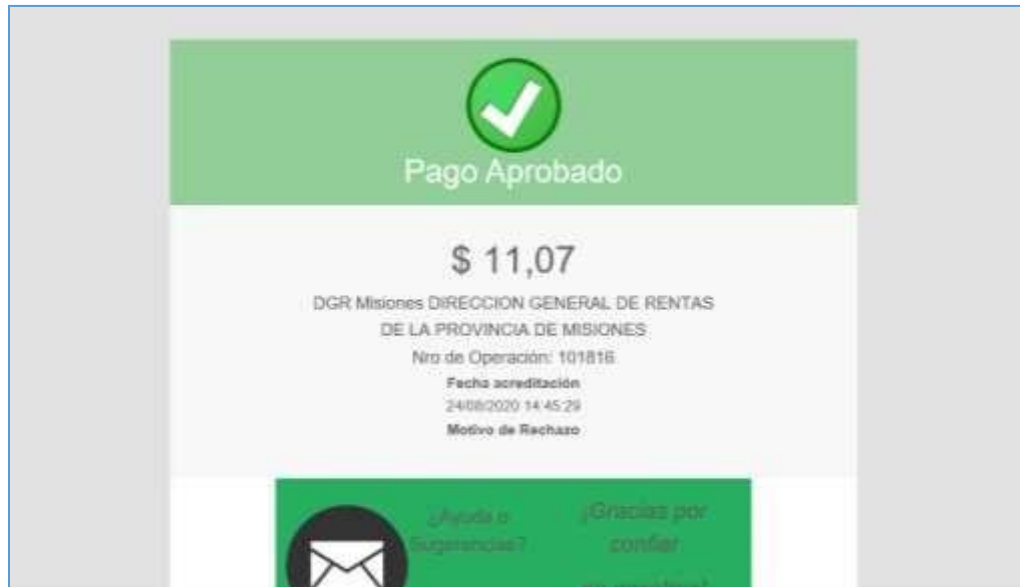 Pago Aprobado
$ 11,07
DGR Misiones DIRECCION GENERAL DE RENTAS
DE LA PROVINCIA DE MISIONES
Nro de Operación: 101816
Fecha acreditación
24/08/2020 14:45:29
Motivo de Rechazo
¿Ayuda o
Sugerencias?
¡Gracias por
confiar